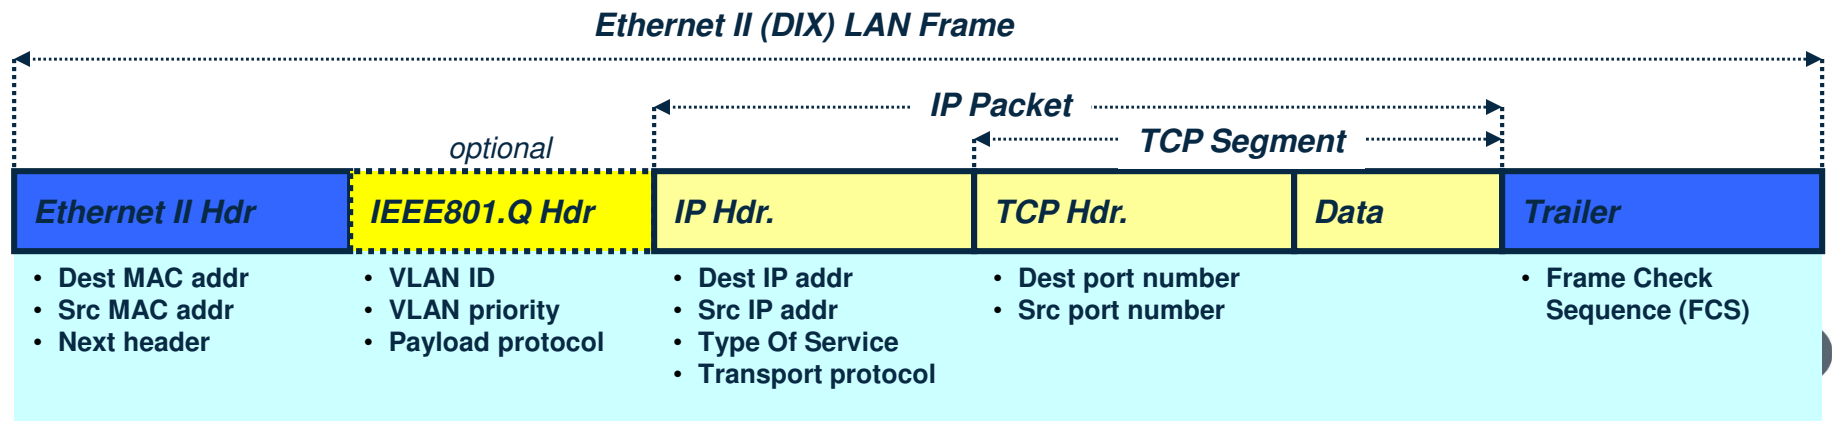 Ethernet II (DIX) LAN Frame
IP Packet
optional
TCP Segment
Ethernet II Hdr
IEEE801.Q Hdr
IP Hdr.
TCP Hdr.
Data
Trailer
• Dest MAC addr
• Src MAC addr
• Next header
• VLAN ID
• VLAN priority
• Payload protocol
• Dest IP addr
• Src IP addr
• Type Of Service
• Transport protocol
• Dest port number
• Src port number
• Frame Check
Sequence (FCS)